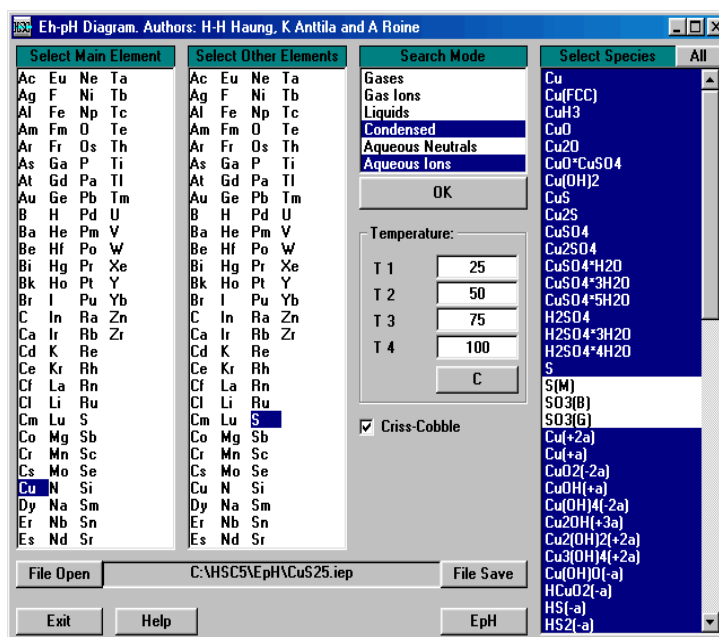 HSC Eh-pH Diagram. Authors: H-H Haung, K Anttila and A Roine
Select Main Element
Ac Eu Ne Ta
Ag F Ni Tb
Al Fe Np Tc
Am Fm O Te
Ar Fr Os Th
As Ga P Ti
At Gd Pa Tl
Au Ge Pb Tm
B H Pd U
Ba He Pm V
Be Hf Po W
Bi Hg Pr Xe
Bk Ho Pt Y
Br I Pu Yb
C In Ra Zn
Ca Ir Rb Zr
Cd K Re
Ce Kr Rh
Cf La Rn
Cl Li Ru
Cm Lu S
Co Mg Sb
Cr Mn Sc
Cs Mo Se
Cu N Si
Dy Na Sm
Er Nb Sn
Es Nd Sr
Select Other Elements
Ac Eu Ne Ta
Ag F Ni Tb
Al Fe Np Tc
Am Fm O Te
Ar Fr Os Th
As Ga P Ti
At Gd Pa Tl
Au Ge Pb Tm
B H Pd U
Ba He Pm V
Be Hf Po W
Bi Hg Pr Xe
Bk Ho Pt Y
Br I Pu Yb
C In Ra Zn
Ca Ir Rb Zr
Cd K Re
Ce Kr Rh
Cf La Rn
Cl Li Ru
Cm Lu S
Co Mg Sb
Cr Mn Sc
Cs Mo Se
Cu N Si
Dy Na Sm
Er Nb Sn
Es Nd Sr
Search Mode
Gases
Gas Ions
Liquids
Condensed
Aqueous Neutrals
Aqueous Ions
OK
Temperature:
T 1 25
T 2 50
T 3 75
T 4 100
C
Criss-Cobble
Select Species All
Cu
Cu(FCC)
CuH3
CuO
Cu2O
CuO*CuSO4
Cu(OH)2
CuS
Cu2S
CuSO4
Cu2SO4
CuSO4*H2O
CuSO4*3H2O
CuSO4*5H2O
H2SO4
H2SO4*3H2O
H2SO4*4H2O
S
S(M)
SO3(B)
SO3(G)
Cu(+2a)
Cu(+a)
CuO2(-2a)
CuOH(+a)
Cu(OH)4(-2a)
Cu2OH(+3a)
Cu2(OH)2(+2a)
Cu3(OH)4(+2a)
Cu(OH)O(-a)
HCuO2(-a)
HS(-a)
HS2(-a)
File Open C:\HSC5\EpH\CuS25.iep File Save
Exit Help EpH